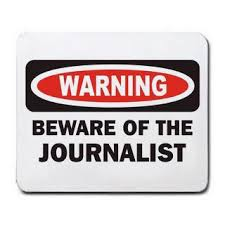 WARNING
BEWARE OF THE
JOURNALIST